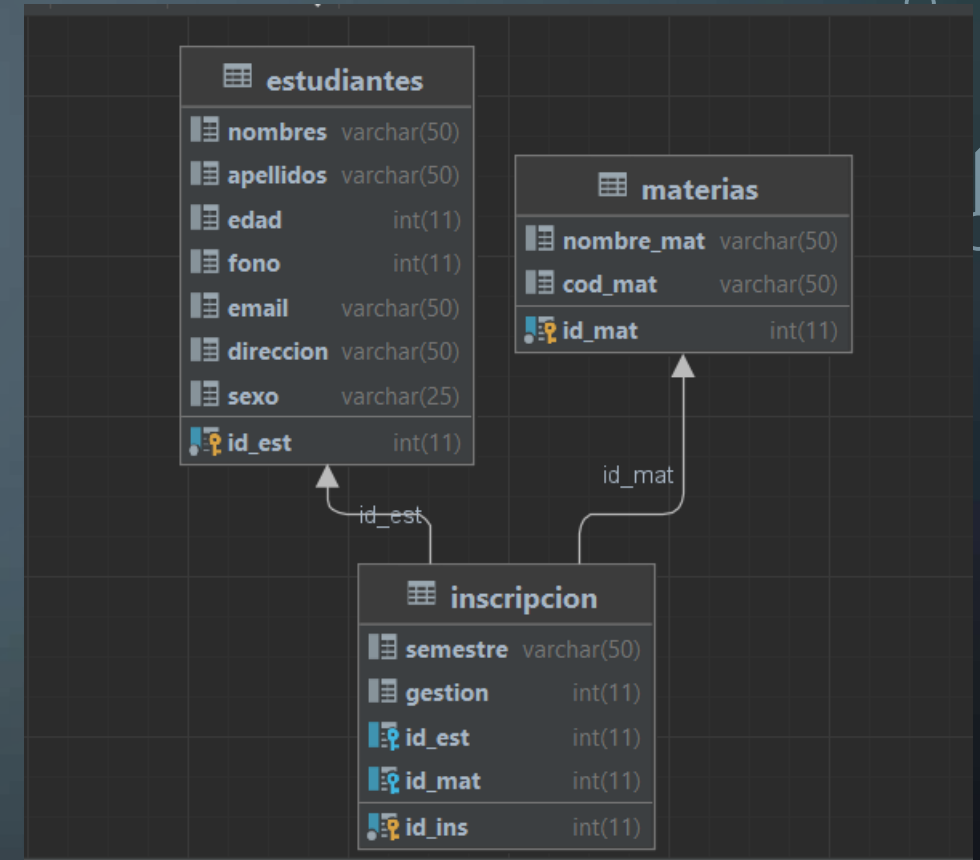 estudiantes
nombres varchar(50)
apellidos varchar(50)
edad int(11)
fono int(11)
email varchar(50)
direccion varchar(50)
sexo varchar(25)
id_est int(11)
materias
nombre_mat varchar(50)
cod_mat varchar(50)
id_mat int(11)
id_mat
id_est
inscripcion
semestre varchar(50)
gestion int(11)
id_est int(11)
id_mat int(11)
id_ins int(11)